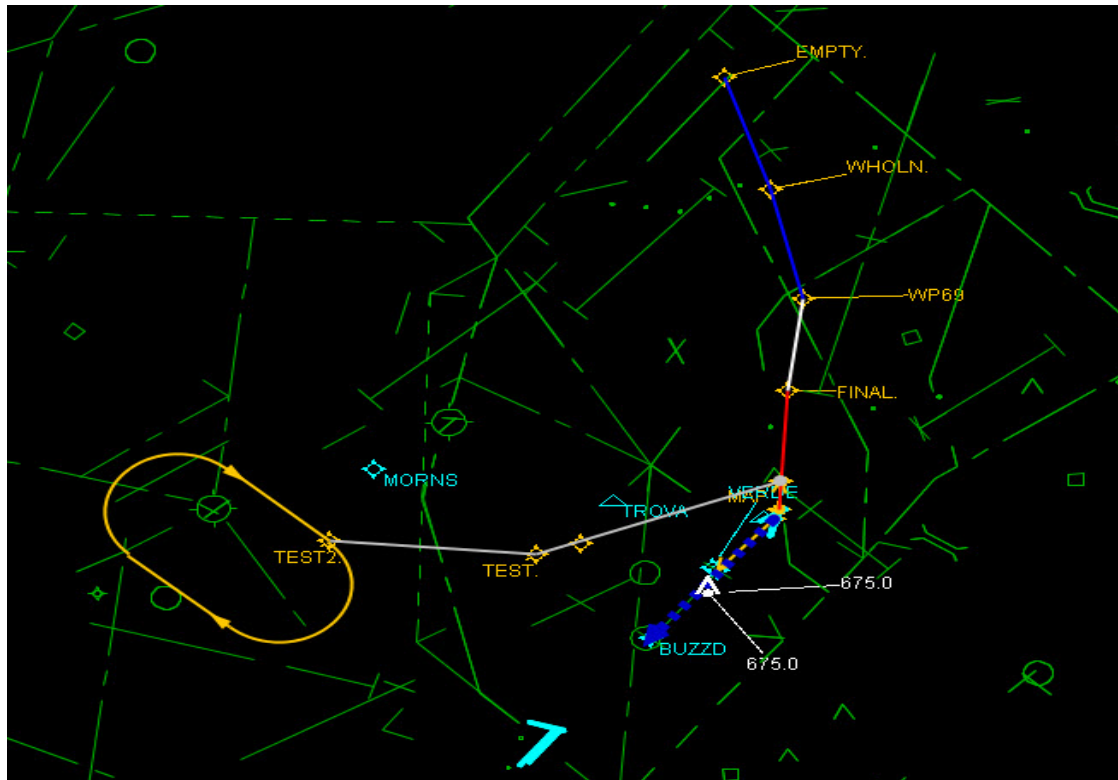 EMPTY.
WHOLN.
WP69
FINAL.
MORNS
TROVA
TEST2.
TEST.
675.0
BUZZD
675.0